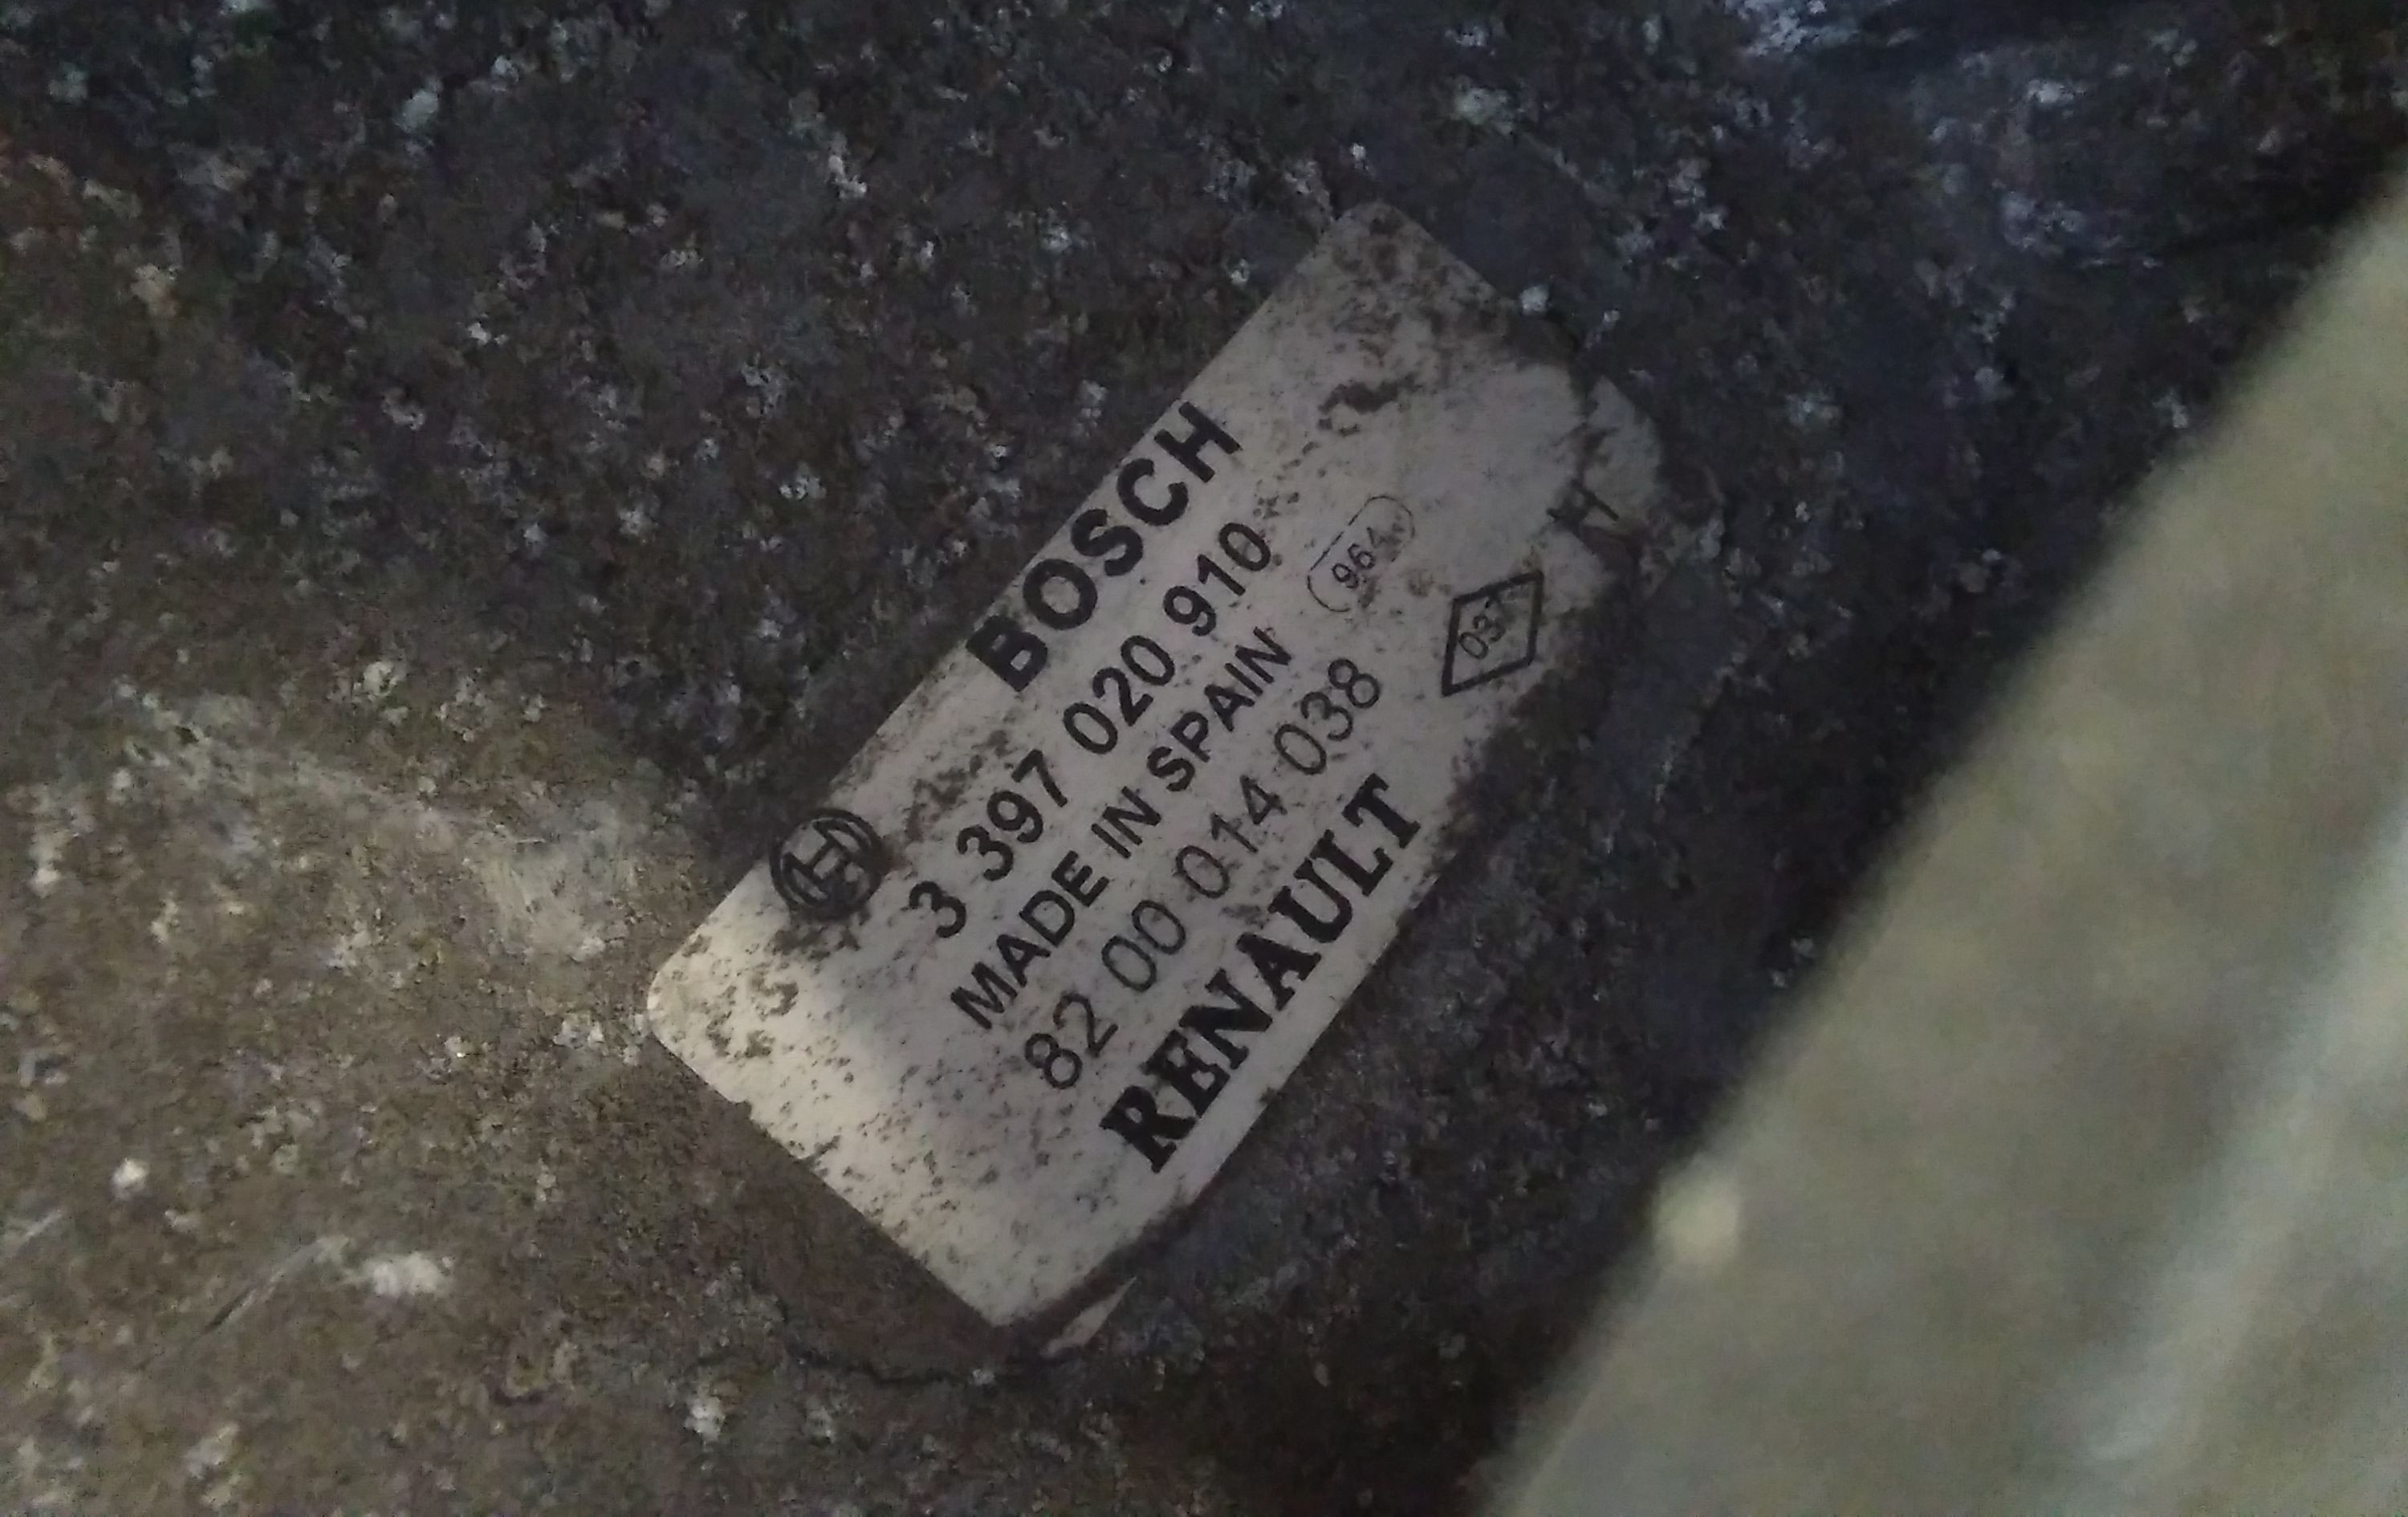 BOSCH
3 397 020 910
MADE IN SPAIN
964
82 00 014 038
RENAULT
H